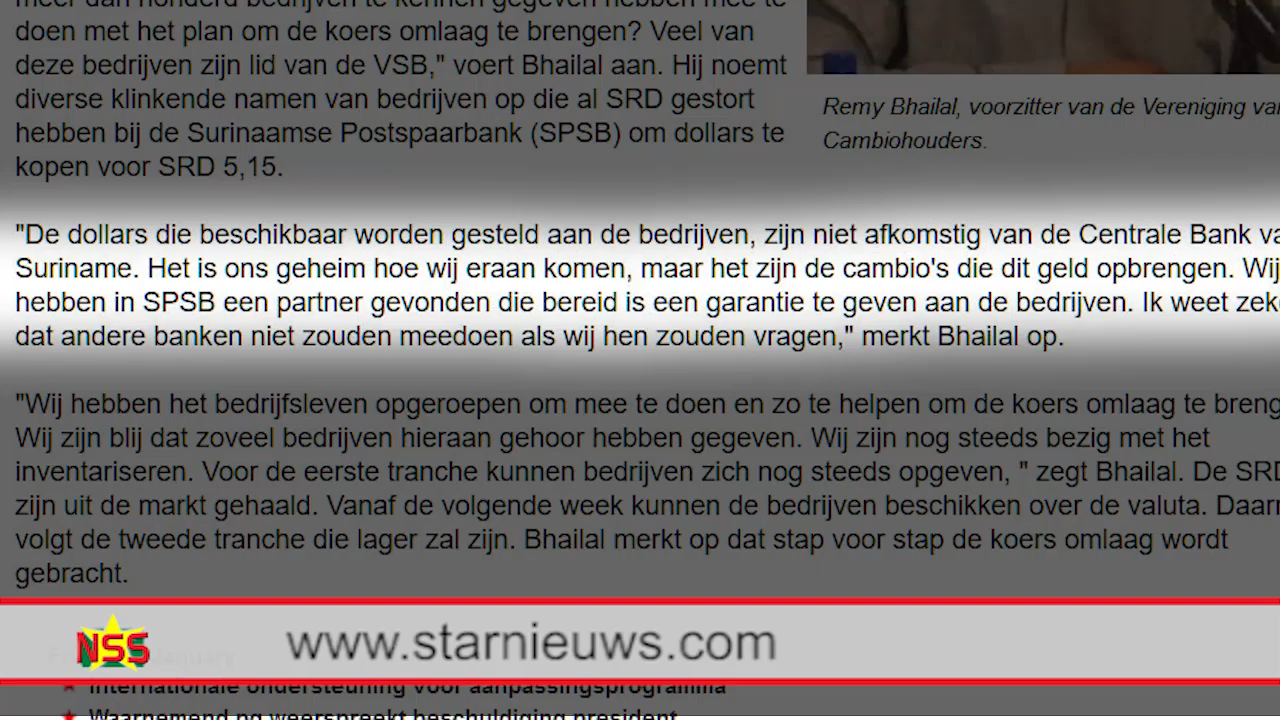 meer dan honderd bedrijven te kennen gegeven hebben mee te
doen met het plan om de koers omlaag te brengen? Veel van
deze bedrijven zijn lid van de VSB," voert Bhailal aan. Hij noemt
diverse klinkende namen van bedrijven op die al SRD gestort
hebben bij de Surinaamse Postspaarbank (SPSB) om dollars te
kopen voor SRD 5,15.
Remy Bhailal, voorzitter van de Vereniging va
Cambiohouders.
"De dollars die beschikbaar worden gesteld aan de bedrijven, zijn niet afkomstig van de Centrale Bank va
Suriname. Het is ons geheim hoe wij eraan komen, maar het zijn de cambio's die dit geld opbrengen. Wij
hebben in SPSB een partner gevonden die bereid is een garantie te geven aan de bedrijven. Ik weet zeke
dat andere banken niet zouden meedoen als wij hen zouden vragen," merkt Bhailal op.
"Wij hebben het bedrijfsleven opgeroepen om mee te doen en zo te helpen om de koers omlaag te breng
Wij zijn blij dat zoveel bedrijven hieraan gehoor hebben gegeven. Wij zijn nog steeds bezig met het
inventariseren. Voor de eerste tranche kunnen bedrijven zich nog steeds opgeven, " zegt Bhailal. De SRD
zijn uit de markt gehaald. Vanaf de volgende week kunnen de bedrijven beschikken over de valuta. Daarn
volgt de tweede tranche die lager zal zijn. Bhailal merkt op dat stap voor stap de koers omlaag wordt
gebracht.
NSS
www.starnieuws.com
Internationale ondersteuning voor aanpassingsprogramma
Waarnemend pg weerspreekt beschuldiging president